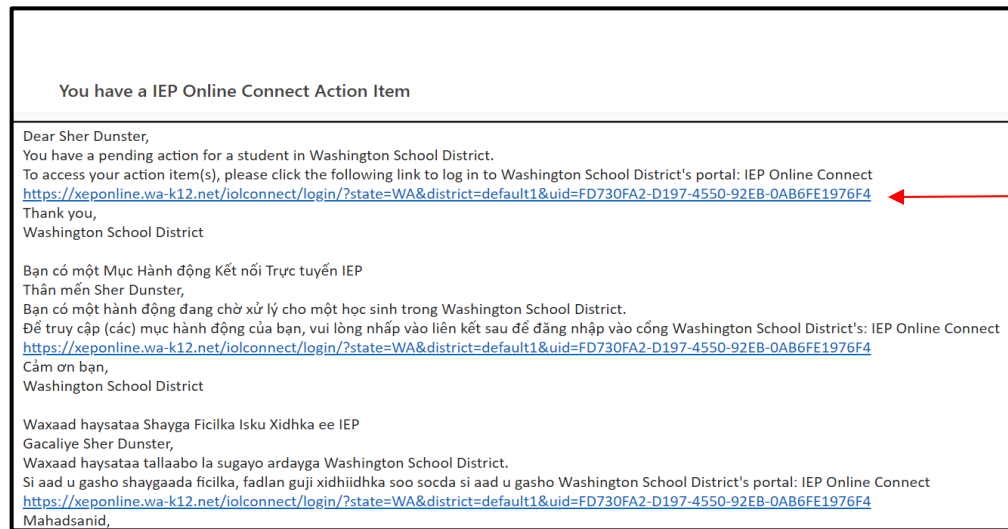 You have a IEP Online Connect Action Item
Dear Sher Dunster,
You have a pending action for a student in Washington School District.
To access your action item(s), please click the following link to log in to Washington School District's portal: IEP Online Connect
https://xeponline.wa-k12.net/iolconnect/login/?state=WA&district=default1&uid=FD730FA2-D197-4550-92EB-0AB6FE1976F4
Thank you,
Washington School District
Bạn có một Mục Hành động Kết nối Trực tuyến IEP
Thân mến Sher Dunster,
Bạn có một hành động đang chờ xử lý cho một học sinh trong Washington School District.
Để truy cập (các) mục hành động của bạn, vui lòng nhấp vào liên kết sau để đăng nhập vào cổng Washington School District's: IEP Online Connect
https://xeponline.wa-k12.net/iolconnect/login/?state=WA&district=default1&uid=FD730FA2-D197-4550-92EB-0AB6FE1976F4
Cảm ơn bạn,
Washington School District
Waxaad haysataa Shayga Ficilka Isku Xidhka ee IEP
Gacaliye Sher Dunster,
Waxaad haysataa tallaabo la sugayo ardayga Washington School District.
Si aad u gasho shaygaada ficilka, fadlan guji xidhiidhka soo socda si aad u gasho Washington School District's portal: IEP Online Connect
https://xeponline.wa-k12.net/iolconnect/login/?state=WA&district=default1&uid=FD730FA2-D197-4550-92EB-0AB6FE1976F4
Mahadsanid,